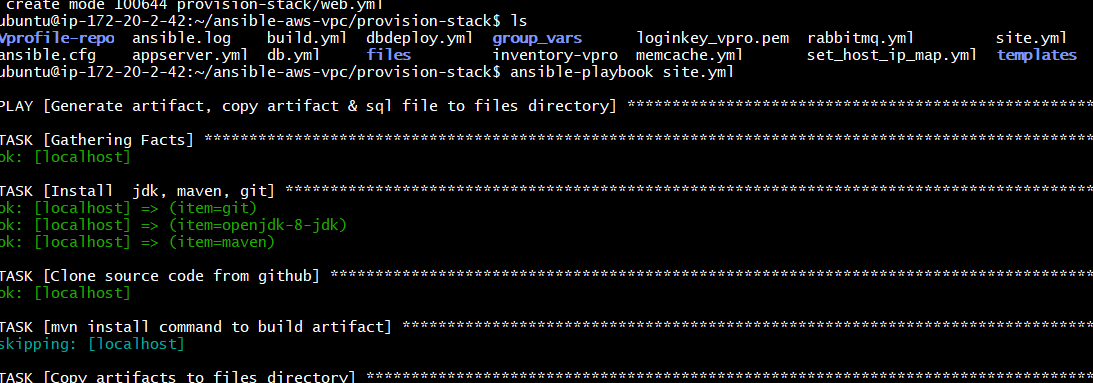 create mode 100644 provision-stack/web.yml
ubuntu@ip-172-20-2-42:~/ansible-aws-vpc/provision-stack$ ls
Vprofile-repo ansible.log build.yml dbdeploy.yml group_vars loginkey_vpro.pem rabbitmq.yml site.yml
ansible.cfg appserver.yml db.yml files inventory-vpro memcache.yml set_host_ip_map.yml templates
ubuntu@ip-172-20-2-42:~/ansible-aws-vpc/provision-stack$ ansible-playbook site.yml
PLAY [Generate artifact, copy artifact & sql file to files directory] ****************************************************
TASK [Gathering Facts] ***************************************************************************************************
ok: [localhost]
TASK [Install  jdk, maven, git] ******************************************************************************************
ok: [localhost] => (item=git)
ok: [localhost] => (item=openjdk-8-jdk)
ok: [localhost] => (item=maven)
TASK [Clone source code from github] *************************************************************************************
ok: [localhost]
TASK [mvn install command to build artifact] *****************************************************************************
skipping: [localhost]
TASK [Copy artifacts to files directory] *********************************************************************************